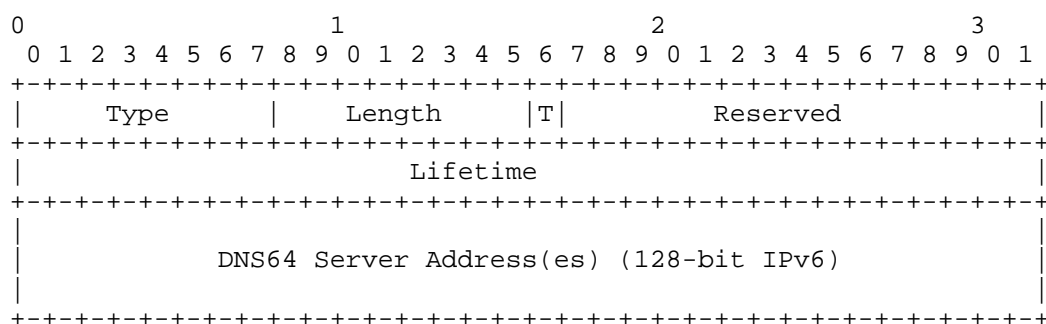 0                   1                   2                   3
 0 1 2 3 4 5 6 7 8 9 0 1 2 3 4 5 6 7 8 9 0 1 2 3 4 5 6 7 8 9 0 1
+-+-+-+-+-+-+-+-+-+-+-+-+-+-+-+-+-+-+-+-+-+-+-+-+-+-+-+-+-+-+-+-+
|     Type      |    Length     |T|         Reserved            |
+-+-+-+-+-+-+-+-+-+-+-+-+-+-+-+-+-+-+-+-+-+-+-+-+-+-+-+-+-+-+-+-+
|                        Lifetime                               |
+-+-+-+-+-+-+-+-+-+-+-+-+-+-+-+-+-+-+-+-+-+-+-+-+-+-+-+-+-+-+-+-+
|                                                               |
|            DNS64 Server Address(es) (128-bit IPv6)            |
|                                                               |
+-+-+-+-+-+-+-+-+-+-+-+-+-+-+-+-+-+-+-+-+-+-+-+-+-+-+-+-+-+-+-+-+